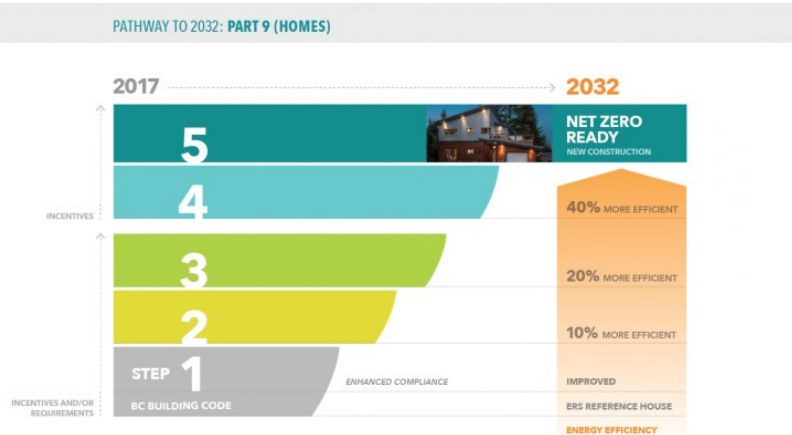 PATHWAY TO 2032: PART 9 (HOMES)
2017
2032
5
NET ZERO
READY
NEW CONSTRUCTION
4
INCENTIVES
40% MORE EFFICIENT
3
20% MORE EFFICIENT
2
10% MORE EFFICIENT
STEP 1
ENHANCED COMPLIANCE
IMPROVED
INCENTIVES AND/OR
REQUIREMENTS
BC BUILDING CODE
ERS REFERENCE HOUSE
ENERGY EFFICIENCY